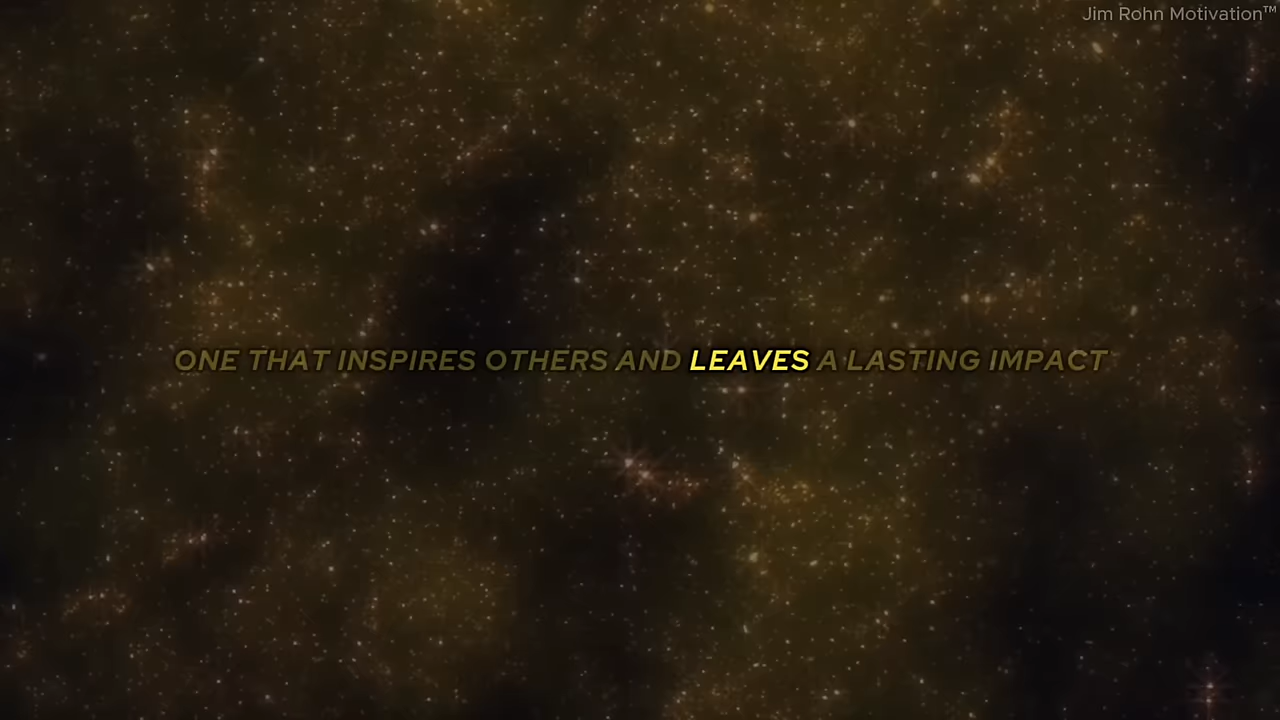 Jim Rohn Motivation™
ONE THAT INSPIRES OTHERS AND LEAVES A LASTING IMPACT